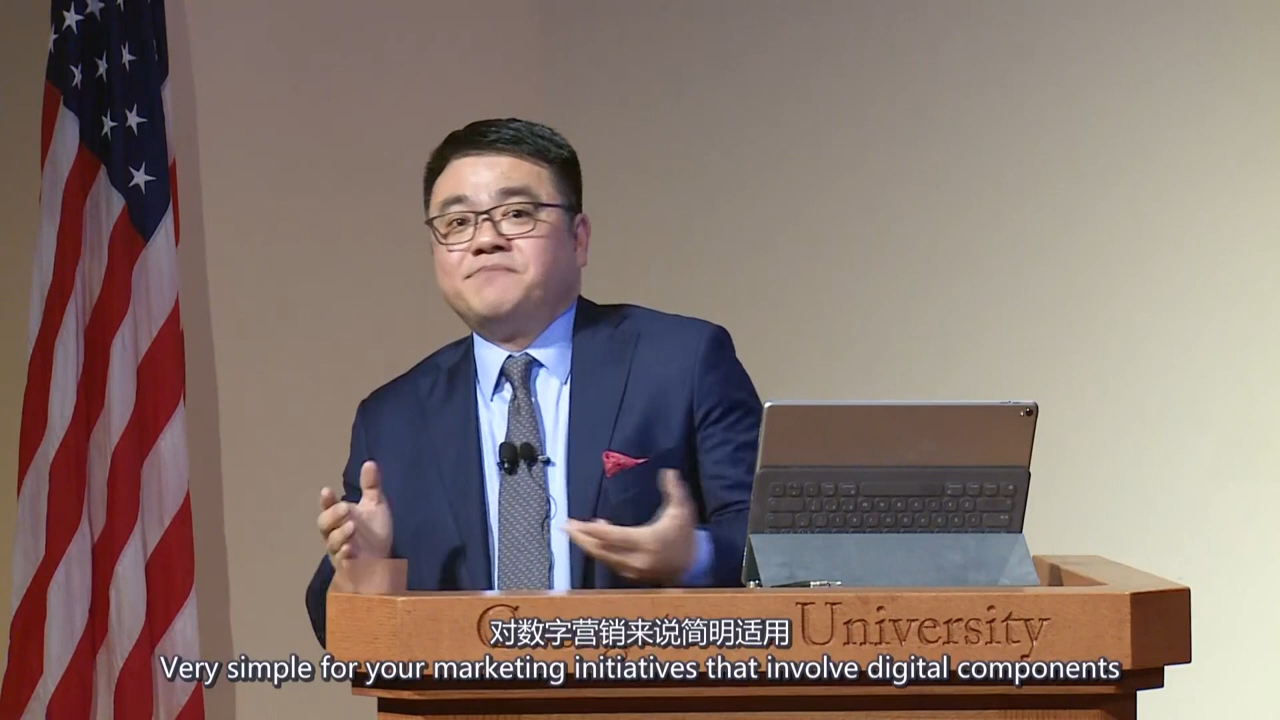 University
对数字营销来说简明适用
Very simple for your marketing initiatives that involve digital components